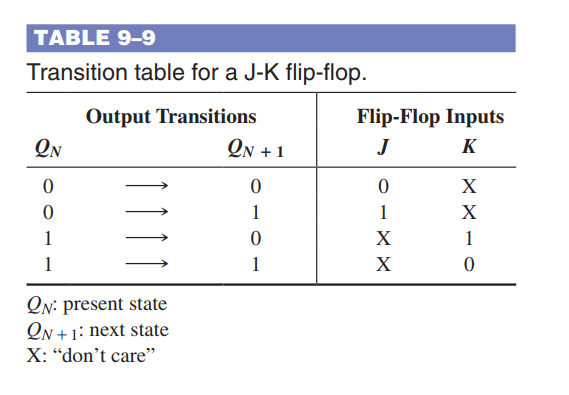 TABLE 9–9
Transition table for a J-K flip-flop.
Output Transitions Flip-Flop Inputs
QN QN + 1 J K
0 ⟶ 0 0 X
0 ⟶ 1 1 X
1 ⟶ 0 X 1
1 ⟶ 1 X 0
QN: present state
QN + 1: next state
X: “don’t care”